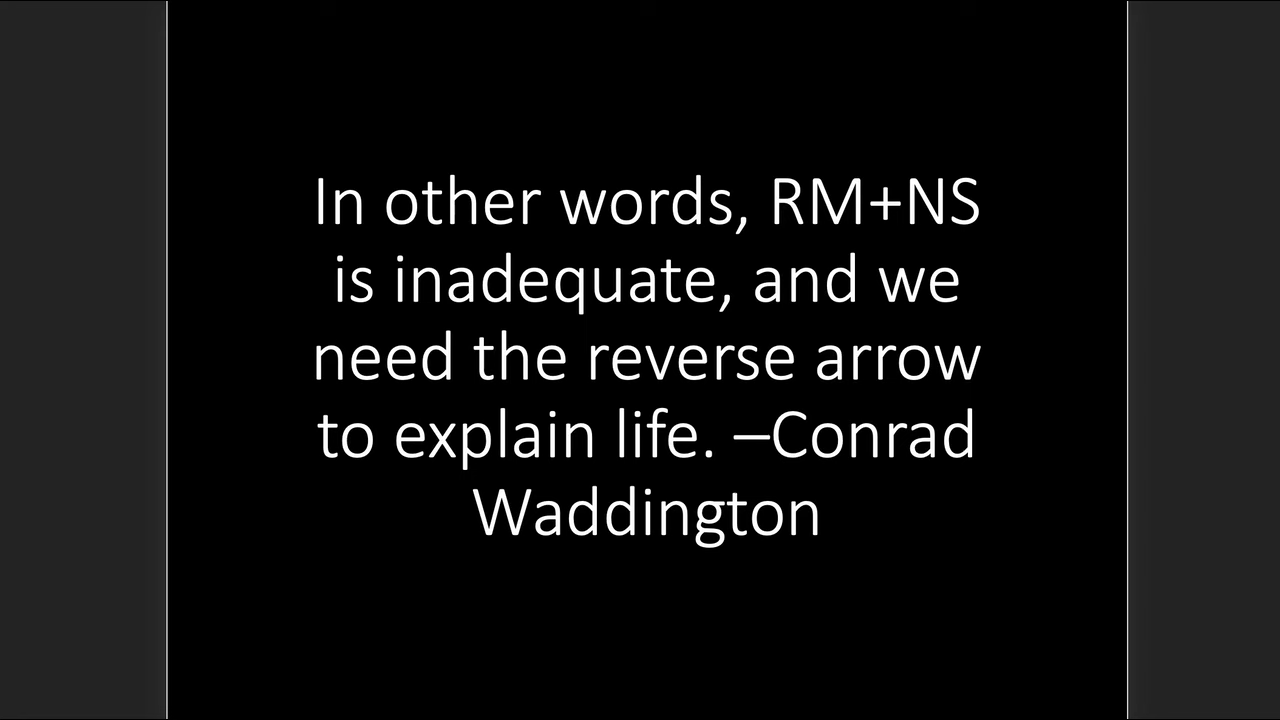 In other words, RM+NS
is inadequate, and we
need the reverse arrow
to explain life. –Conrad
Waddington